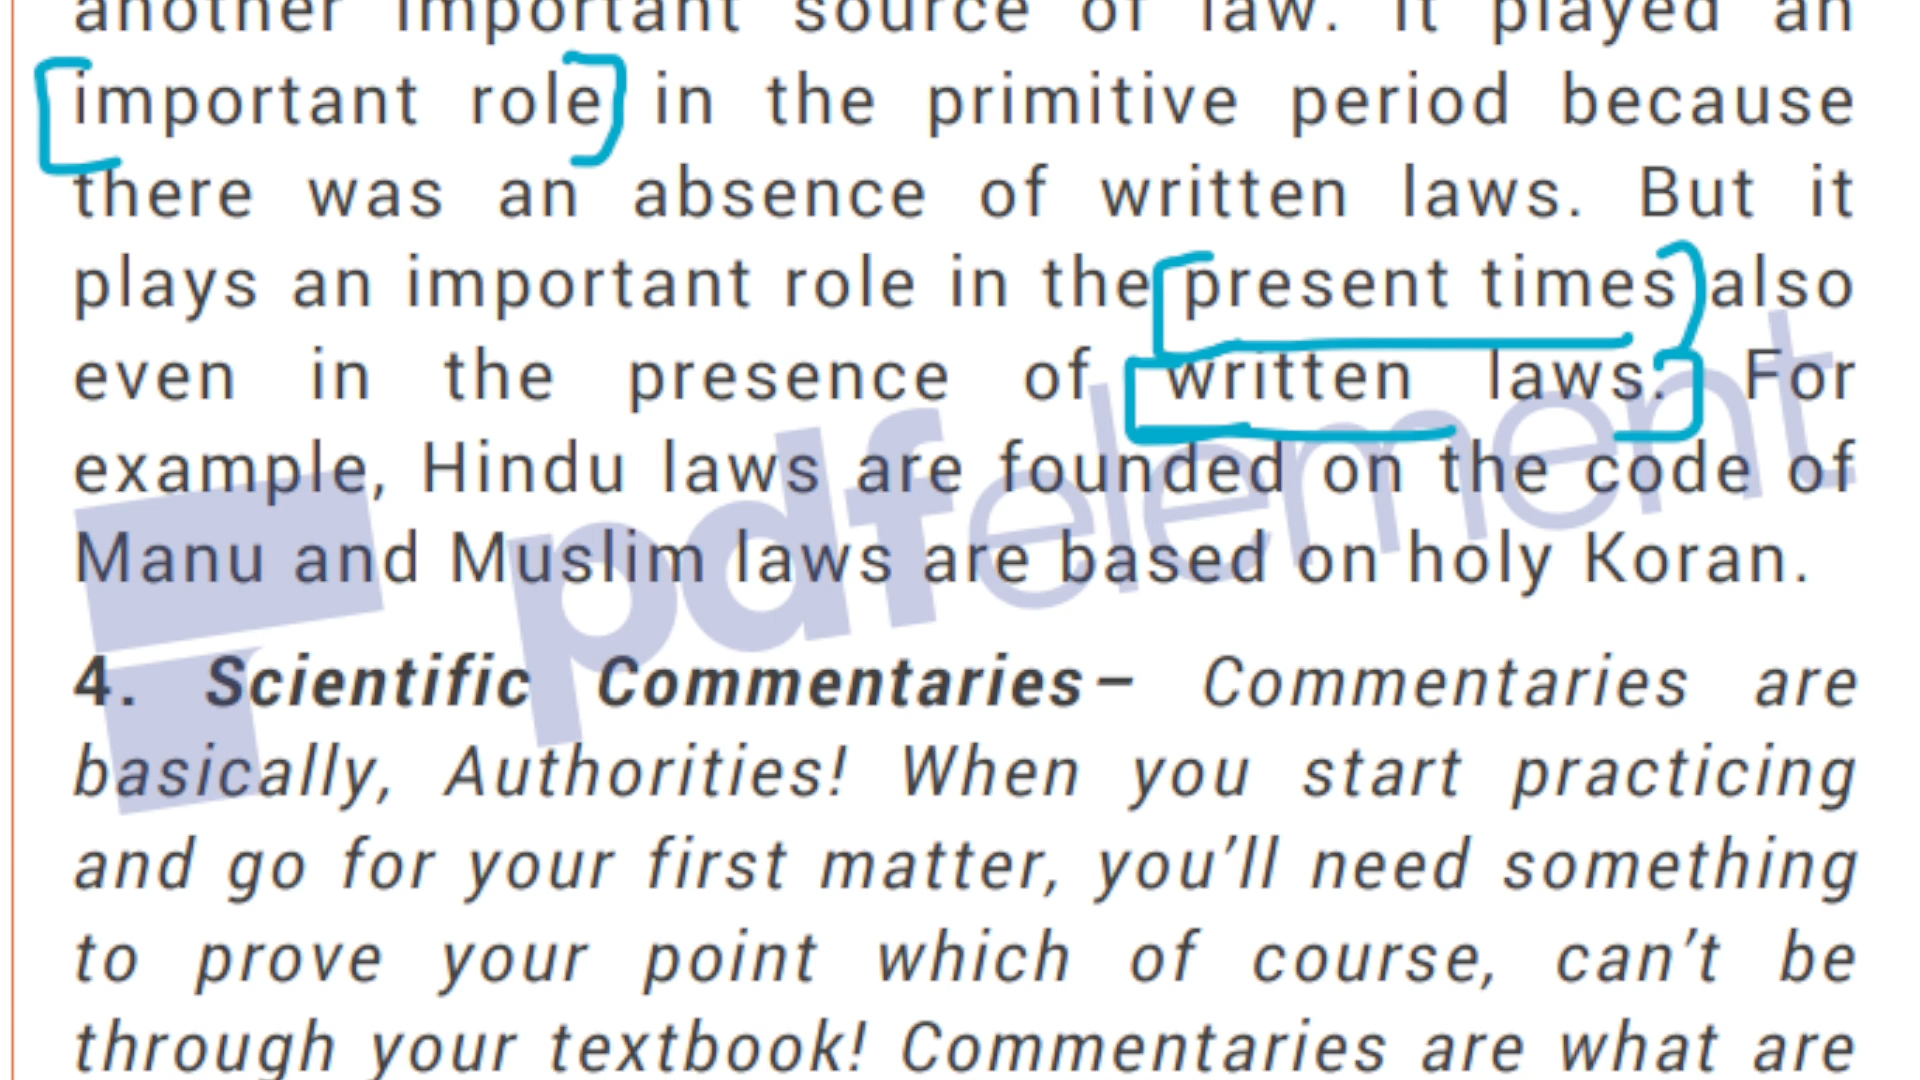 another important source of law. It played an
important role in the primitive period because
there was an absence of written laws. But it
plays an important role in the present times also
even in the presence of written laws. For
example, Hindu laws are founded on the code of
Manu and Muslim laws are based on holy Koran.
4. Scientific Commentaries– Commentaries are
basically, Authorities! When you start practicing
and go for your first matter, you’ll need something
to prove your point which of course, can’t be
through your textbook! Commentaries are what are
pdfelement